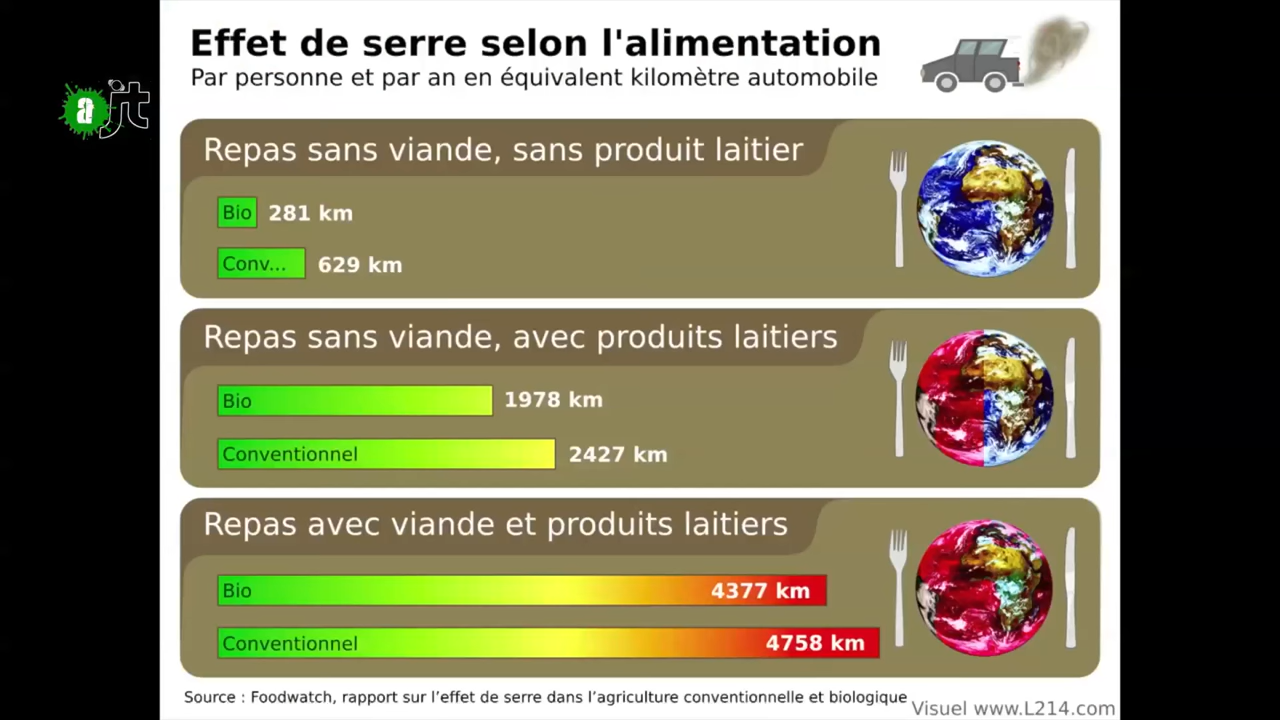 Effet de serre selon l'alimentation
Par personne et par an en équivalent kilomètre automobile
ajt
Repas sans viande, sans produit laitier
Bio 281 km
Conv... 629 km
Repas sans viande, avec produits laitiers
Bio 1978 km
Conventionnel 2427 km
Repas avec viande et produits laitiers
Bio 4377 km
Conventionnel 4758 km
Source : Foodwatch, rapport sur l’effet de serre dans l’agriculture conventionnelle et biologique
Visuel www.L214.com